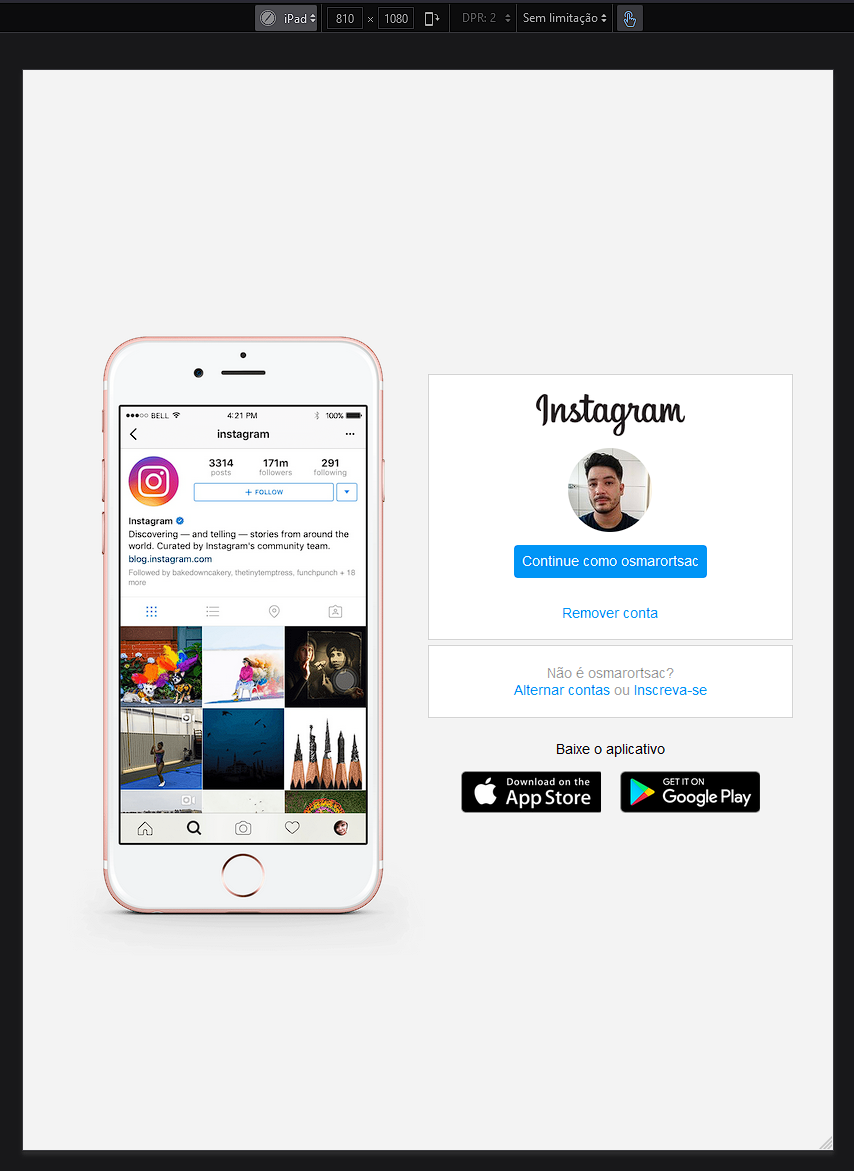 iPad 810 × 1080 DPR: 2 Sem limitação
●●●○○ BELL 4:21 PM 100%
instagram
3314 171m 291
posts followers following
+ FOLLOW
Instagram
Discovering — and telling — stories from around the
world. Curated by Instagram's community team.
blog.instagram.com
Followed by bakedowncakery, thetinytemptress, funchpunch + 18
more
Instagram
Continue como osmarortsac
Remover conta
Não é osmarortsac?
Alternar contas ou Inscreva-se
Baixe o aplicativo
Download on the
App Store
GET IT ON
Google Play